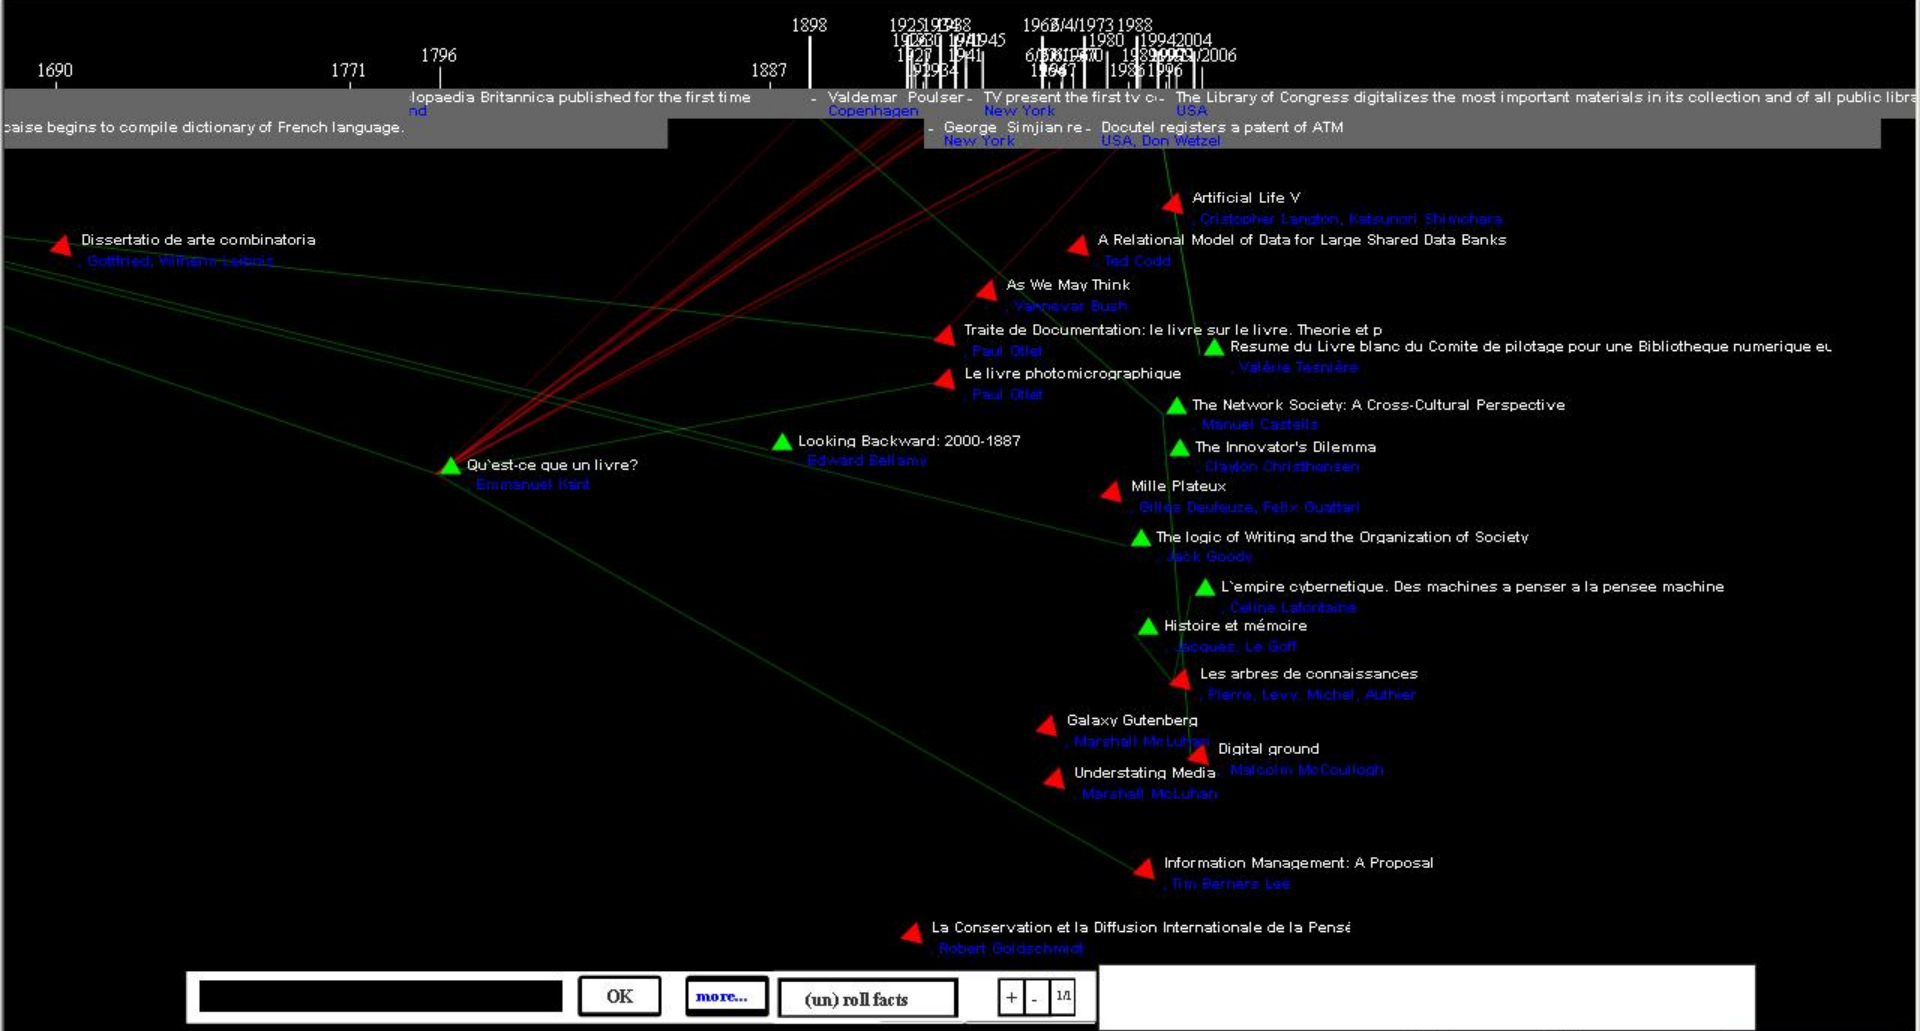 1898
1988
1973
1980
1994 2004
1945
1941
1796
2006
1690
1771
1887
1986
1996
lopaedia Britannica published for the first time
- Valdemar Poulser
- TV present the first tv c
- The Library of Congress digitalizes the most important materials in its collection and of all public libra
nd
Copenhagen
New York
USA
caise begins to compile dictionary of French language.
- George Simjian re
- Docutel registers a patent of ATM
New York
USA, Don Wetzel
Artificial Life V
, Cristopher Langton, Katsunori Shimohara
Dissertatio de arte combinatoria
, Gottfried, Wilhelm Leibniz
A Relational Model of Data for Large Shared Data Banks
, Ted Codd
As We May Think
, Vannevar Bush
Traite de Documentation: le livre sur le livre. Theorie et p
, Paul Otlet
Resume du Livre blanc du Comite de pilotage pour une Bibliotheque numerique eu
, Valérie Tesnière
Le livre photomicrographique
, Paul Otlet
The Network Society: A Cross-Cultural Perspective
, Manuel Castells
Looking Backward: 2000-1887
, Edward Bellamy
The Innovator's Dilemma
, Clayton Christhensen
Qu`est-ce que un livre?
, Emmanuel Kant
Mille Plateux
, Gilles Deuleuze, Felix Guattari
The logic of Writing and the Organization of Society
, Jack Goody
L`empire cybernetique. Des machines a penser a la pensee machine
, Celine Lafontaine
Histoire et mémoire
, Jacques, Le Goff
Les arbres de connaissances
, Pierre, Levy, Michel, Authier
Galaxy Gutenberg
, Marshall McLuhan
Digital ground
, Malcolm McCoullogh
Understating Media
, Marshall McLuhan
Information Management: A Proposal
, Tim Berners Lee
La Conservation et la Diffusion Internationale de la Pensé
, Robert Goldschmidt
OK
more...
(un) roll facts
+
-
1/1